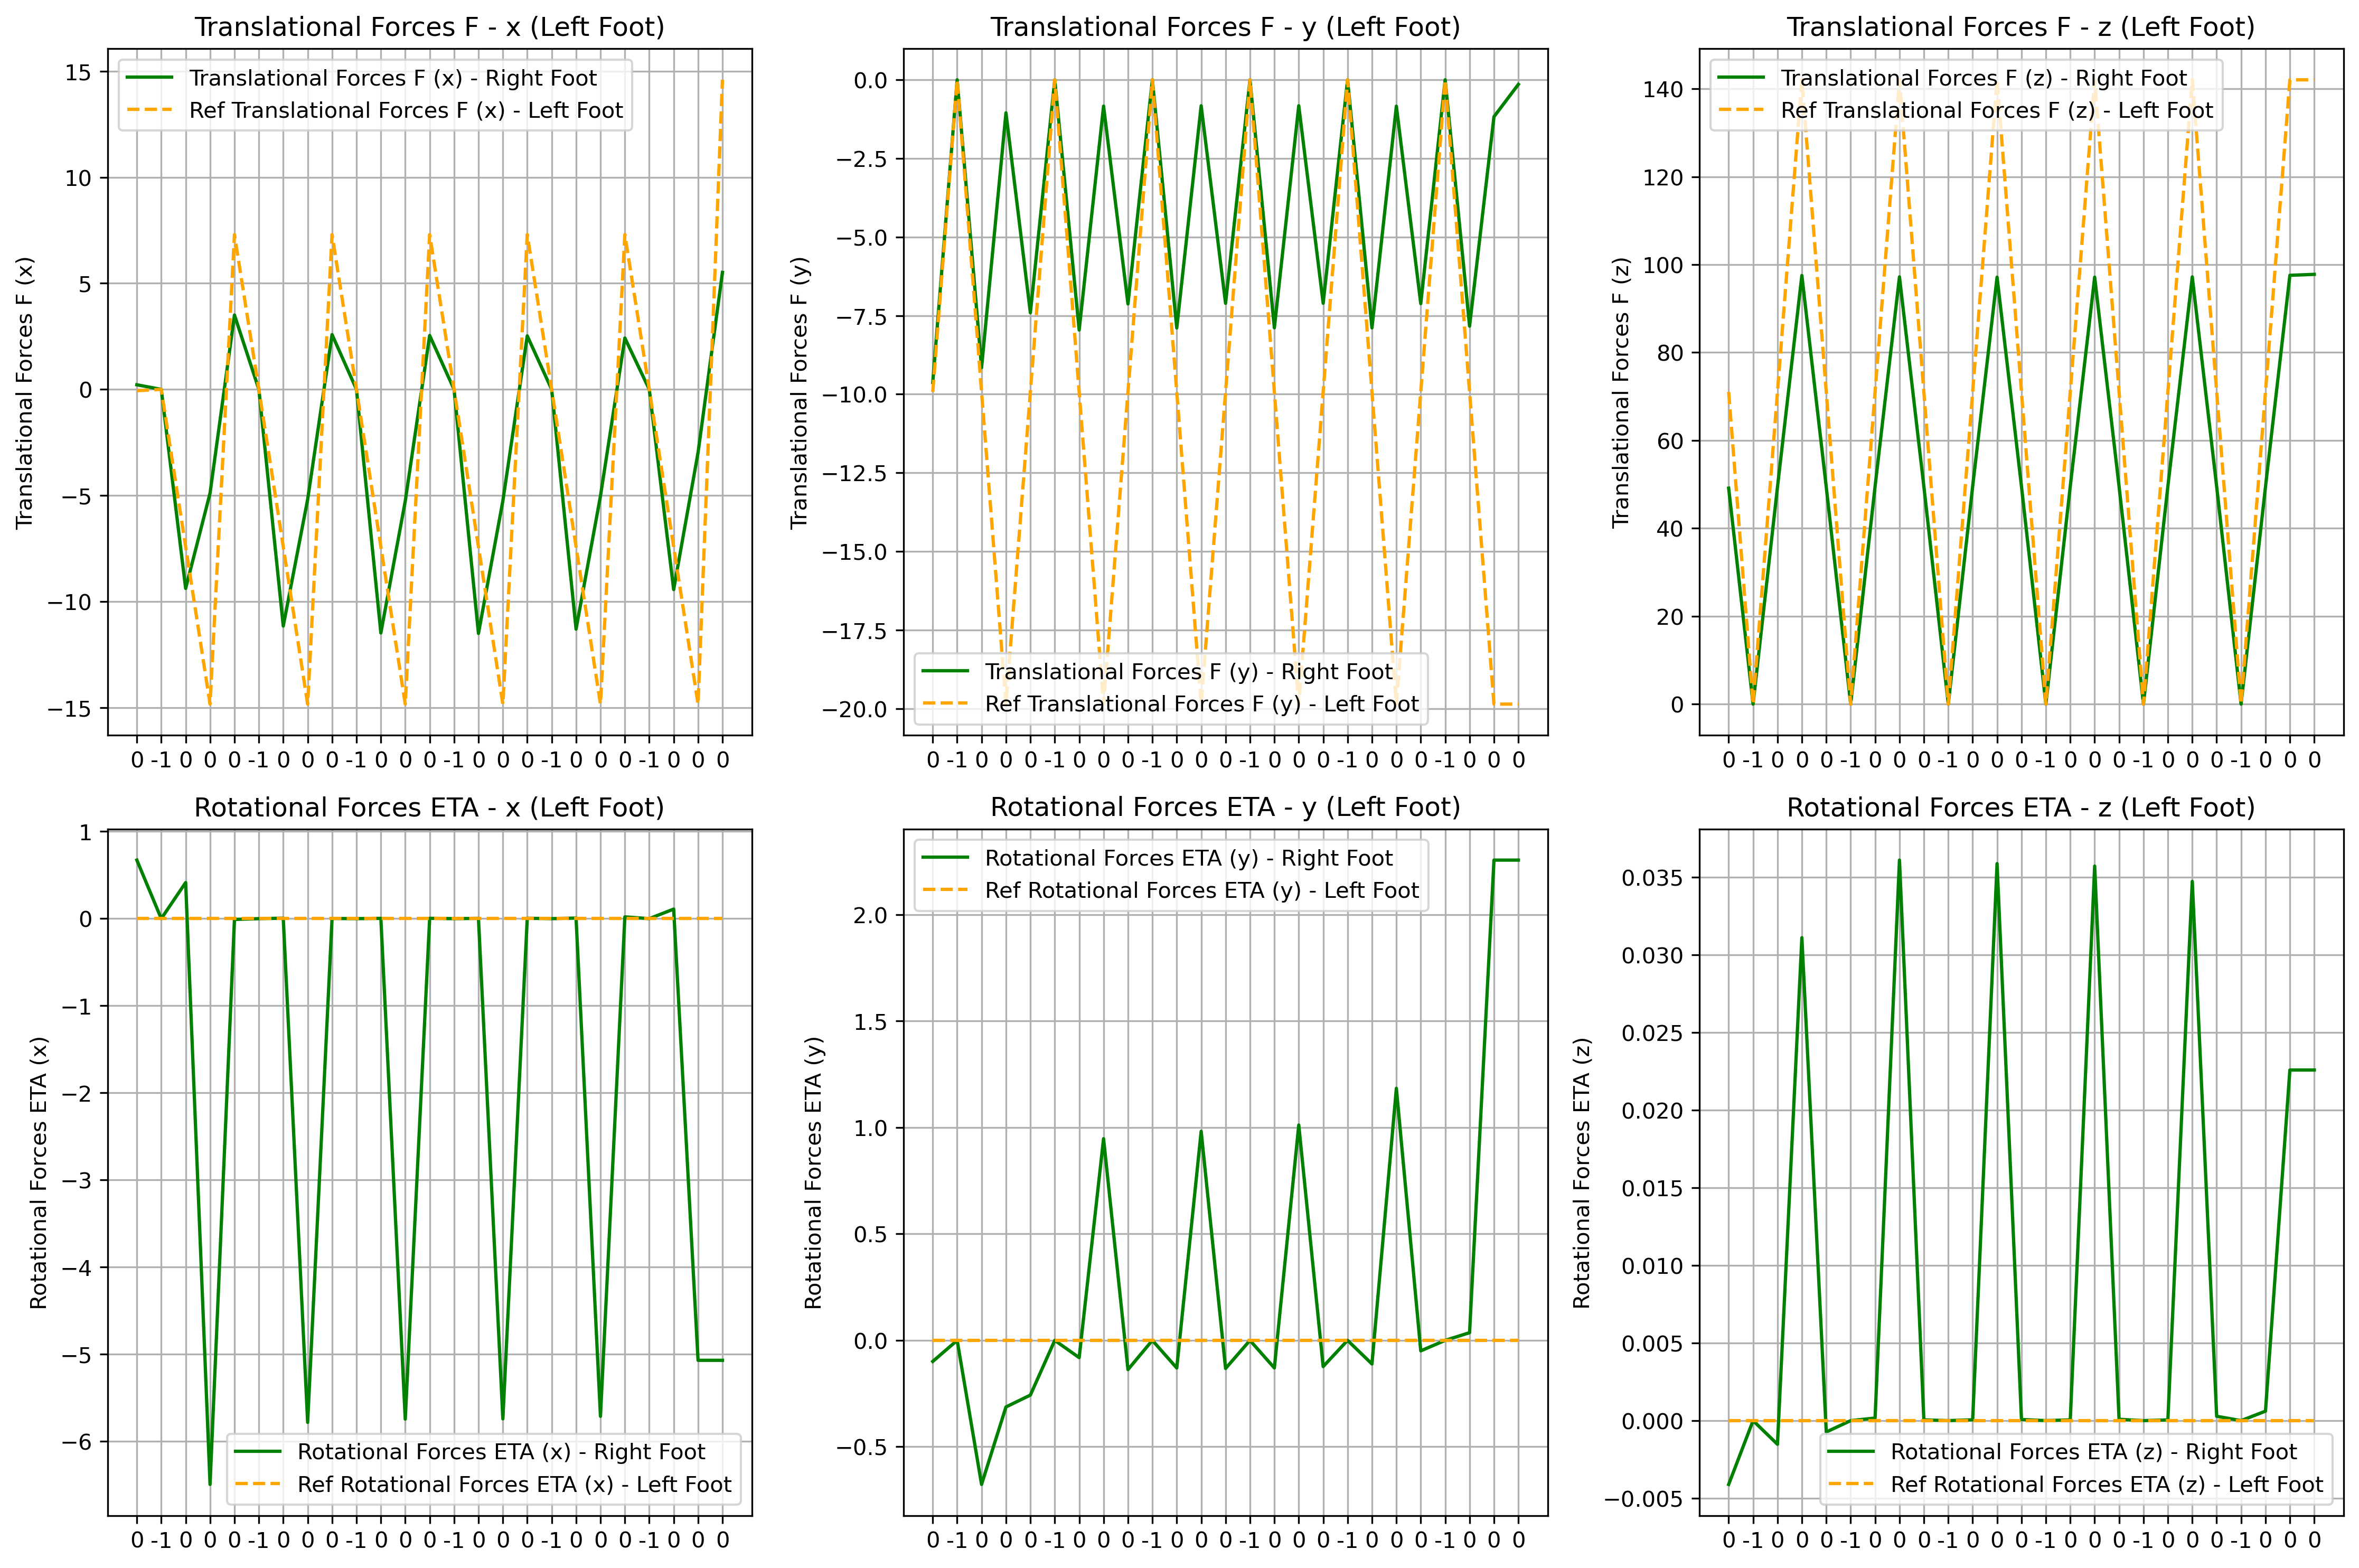 Translational Forces F - x (Left Foot)
Translational Forces F (x) - Right Foot
Ref Translational Forces F (x) - Left Foot
Translational Forces F (x)
15
10
5
0
−5
−10
−15
0 -1 0 0 0 -1 0 0 0 -1 0 0 0 -1 0 0 0 -1 0 0 0 -1 0 0 0
Translational Forces F - y (Left Foot)
Translational Forces F (y)
0.0
−2.5
−5.0
−7.5
−10.0
−12.5
−15.0
−17.5
−20.0
Translational Forces F (y) - Right Foot
Ref Translational Forces F (y) - Left Foot
0 -1 0 0 0 -1 0 0 0 -1 0 0 0 -1 0 0 0 -1 0 0 0 -1 0 0 0
Translational Forces F - z (Left Foot)
Translational Forces F (z) - Right Foot
Ref Translational Forces F (z) - Left Foot
Translational Forces F (z)
140
120
100
80
60
40
20
0
0 -1 0 0 0 -1 0 0 0 -1 0 0 0 -1 0 0 0 -1 0 0 0 -1 0 0 0
Rotational Forces ETA - x (Left Foot)
Rotational Forces ETA (x)
1
0
−1
−2
−3
−4
−5
−6
Rotational Forces ETA (x) - Right Foot
Ref Rotational Forces ETA (x) - Left Foot
0 -1 0 0 0 -1 0 0 0 -1 0 0 0 -1 0 0 0 -1 0 0 0 -1 0 0 0
Rotational Forces ETA - y (Left Foot)
Rotational Forces ETA (y) - Right Foot
Ref Rotational Forces ETA (y) - Left Foot
Rotational Forces ETA (y)
2.0
1.5
1.0
0.5
0.0
−0.5
0 -1 0 0 0 -1 0 0 0 -1 0 0 0 -1 0 0 0 -1 0 0 0 -1 0 0 0
Rotational Forces ETA - z (Left Foot)
Rotational Forces ETA (z)
0.035
0.030
0.025
0.020
0.015
0.010
0.005
0.000
−0.005
Rotational Forces ETA (z) - Right Foot
Ref Rotational Forces ETA (z) - Left Foot
0 -1 0 0 0 -1 0 0 0 -1 0 0 0 -1 0 0 0 -1 0 0 0 -1 0 0 0